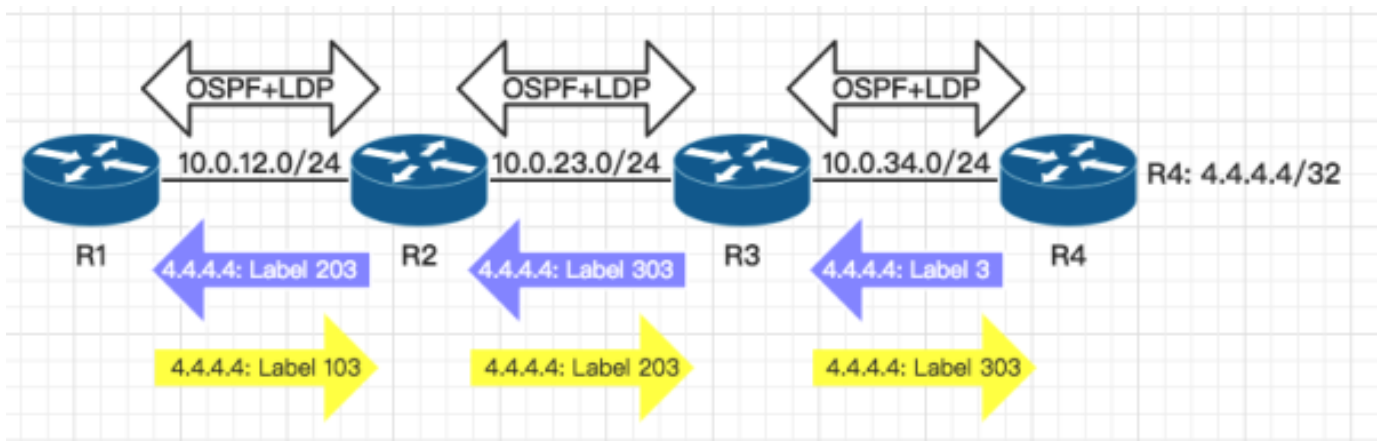 OSPF+LDP OSPF+LDP OSPF+LDP
10.0.12.0/24 10.0.23.0/24 10.0.34.0/24 R4: 4.4.4.4/32
R1 R2 R3 R4
4.4.4.4: Label 203 4.4.4.4: Label 303 4.4.4.4: Label 3
4.4.4.4: Label 103 4.4.4.4: Label 203 4.4.4.4: Label 303